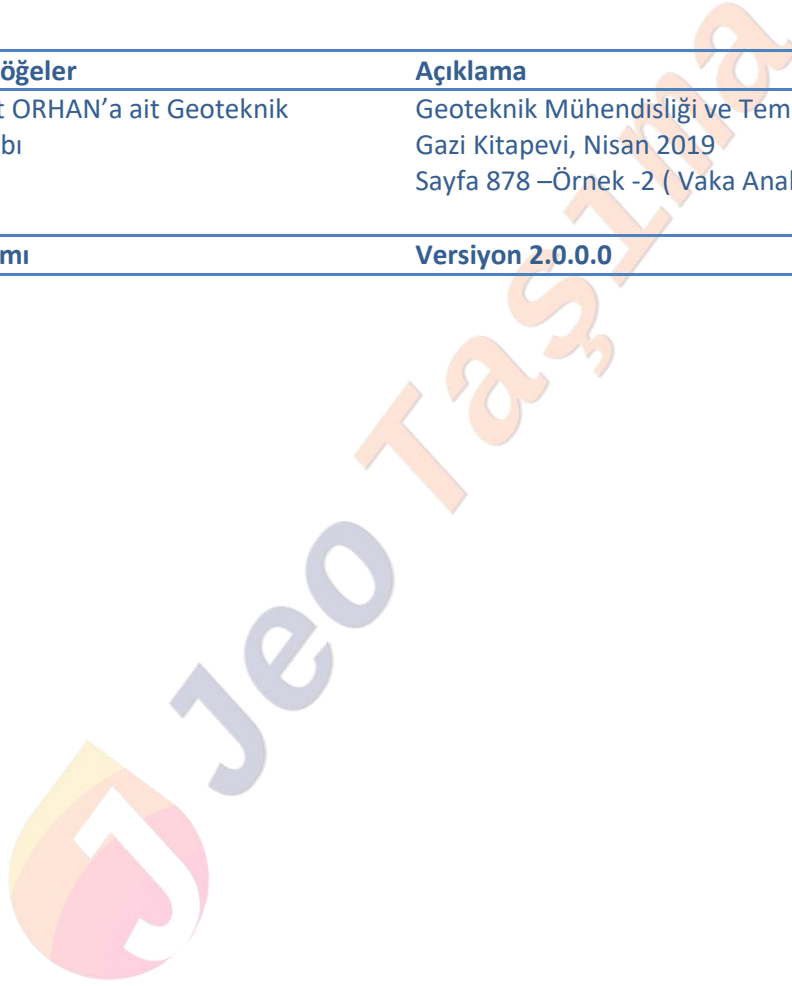 öğeler Açıklama
t ORHAN’a ait Geoteknik Geoteknik Mühendisliği ve Tem
bı Gazi Kitapevi, Nisan 2019
Sayfa 878 –Örnek -2 ( Vaka Anal
mı Versiyon 2.0.0.0
Jeo Taşıma